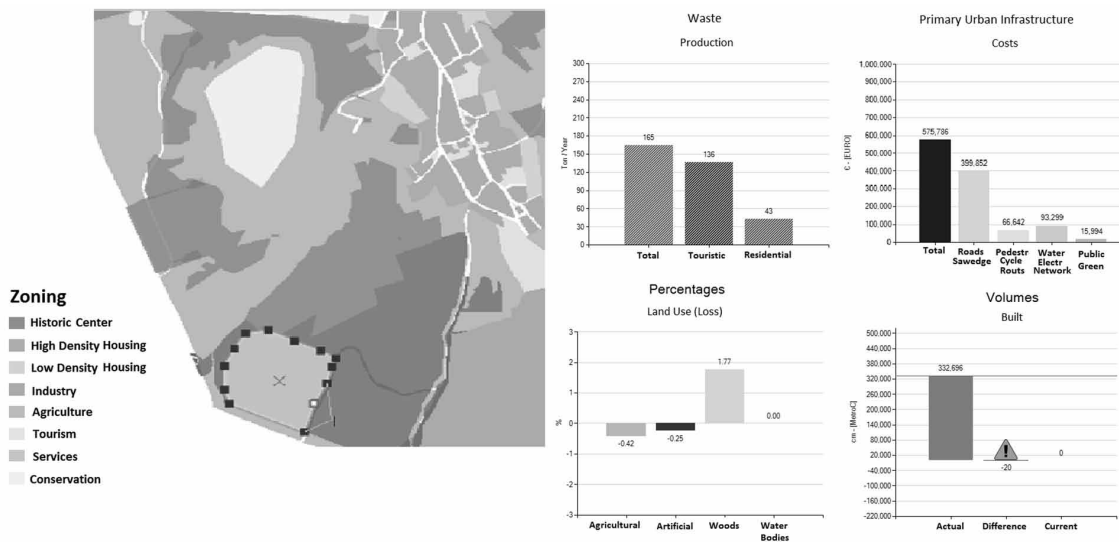 Zoning
Historic Center
High Density Housing
Low Density Housing
Industry
Agriculture
Tourism
Services
Conservation
Waste
Production
Ton / Year
300
270
240
210
180
150
120
90
60
30
0
165
136
43
Total
Touristic
Residential
Primary Urban Infrastructure
Costs
€ - [EURO]
1.000,000
900,000
800,000
700,000
600,000
500,000
400,000
300,000
200,000
100,000
0
575,786
399,852
66,642
93,299
15,994
Total
Roads
Sawedge
Pedestr
Cycle
Routs
Water
Electr
Network
Public
Green
Percentages
Land Use (Loss)
%
3
2
1
0
-1
-2
-3
-0.42
-0.25
1.77
0.00
Agricultural
Artificial
Woods
Water
Bodies
Volumes
Built
cm - [MetroC]
500,000
440,000
380,000
320,000
260,000
200,000
140,000
80,000
20,000
-40,000
-100,000
-160,000
-220,000
332,696
!
-20
0
Actual
Difference
Current